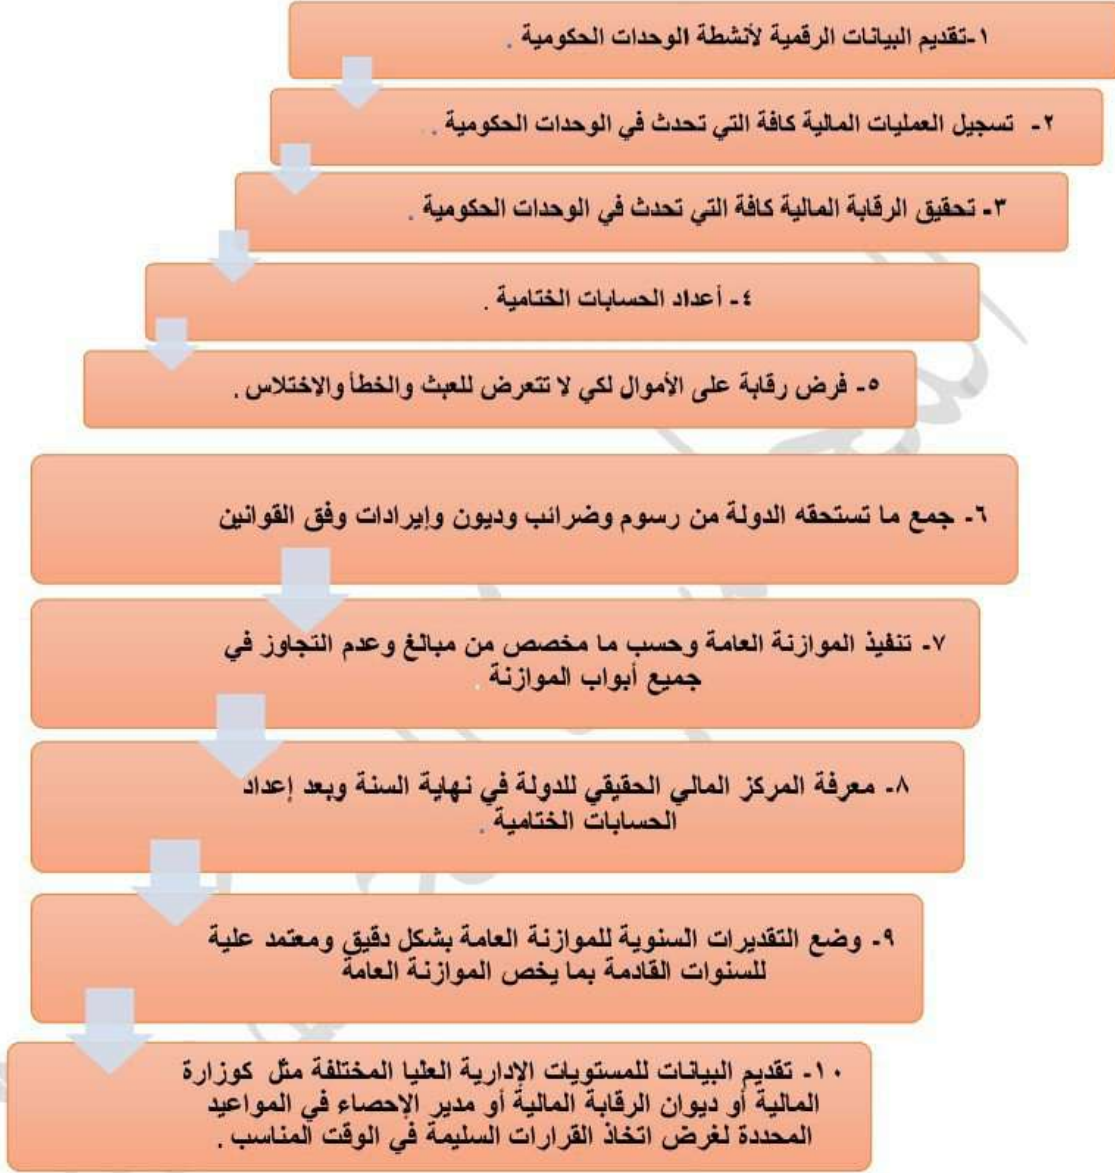 ١-تقديم البيانات الرقمية لأنشطة الوحدات الحكومية .
٢- تسجيل العمليات المالية كافة التي تحدث في الوحدات الحكومية .
٣- تحقيق الرقابة المالية كافة التي تحدث في الوحدات الحكومية .
٤- أعداد الحسابات الختامية .
٥- فرض رقابة على الأموال لكي لا تتعرض للعبث والخطأ والاختلاس .
٦- جمع ما تستحقه الدولة من رسوم وضرائب وديون وإيرادات وفق القوانين
٧- تنفيذ الموازنة العامة وحسب ما مخصص من مبالغ وعدم التجاوز في
جميع أبواب الموازنة .
٨- معرفة المركز المالي الحقيقي للدولة في نهاية السنة وبعد إعداد
الحسابات الختامية .
٩- وضع التقديرات السنوية للموازنة العامة بشكل دقيق ومعتمد علية
للسنوات القادمة بما يخص الموازنة العامة
١٠- تقديم البيانات للمستويات الإدارية العليا المختلفة مثل كوزارة
المالية أو ديوان الرقابة المالية أو مدير الإحصاء في المواعيد
المحددة لغرض اتخاذ القرارات السليمة في الوقت المناسب .